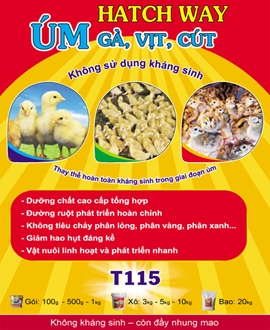 HATCH WAY
ÚM GÀ, VỊT, CÚT
Không sử dụng kháng sinh
Thay thế hoàn toàn kháng sinh trong giai đoạn úm
- Dưỡng chất cao cấp tổng hợp
- Đường ruột phát triển hoàn chỉnh
- Không tiêu chảy phân lỏng, phân vàng, phân xanh...
- Giảm hao hụt đáng kể
- Vật nuôi linh hoạt và phát triển nhanh
T115
Gói: 100g - 500g - 1kg Xô: 3kg - 5kg - 10kg Bao: 20kg
Không kháng sinh – còn đầy nhung mao